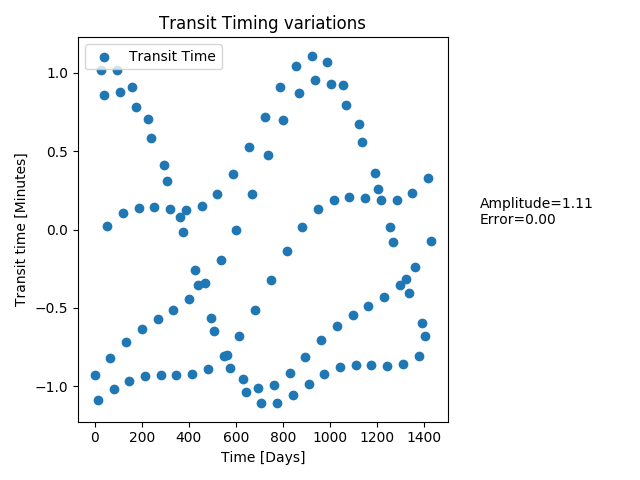 Transit Timing variations
Transit Time
Transit time [Minutes]
1.0
0.5
0.0
−0.5
−1.0
0 200 400 600 800 1000 1200 1400
Time [Days]
Amplitude=1.11
Error=0.00